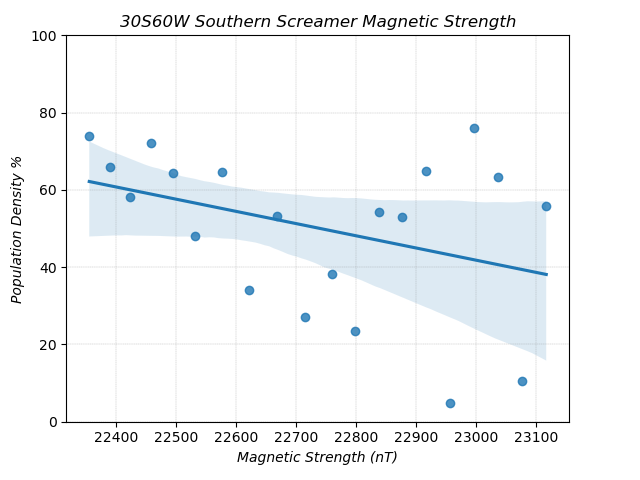 30S60W Southern Screamer Magnetic Strength
100
80
60
40
20
0
Population Density %
22400 22500 22600 22700 22800 22900 23000 23100
Magnetic Strength (nT)